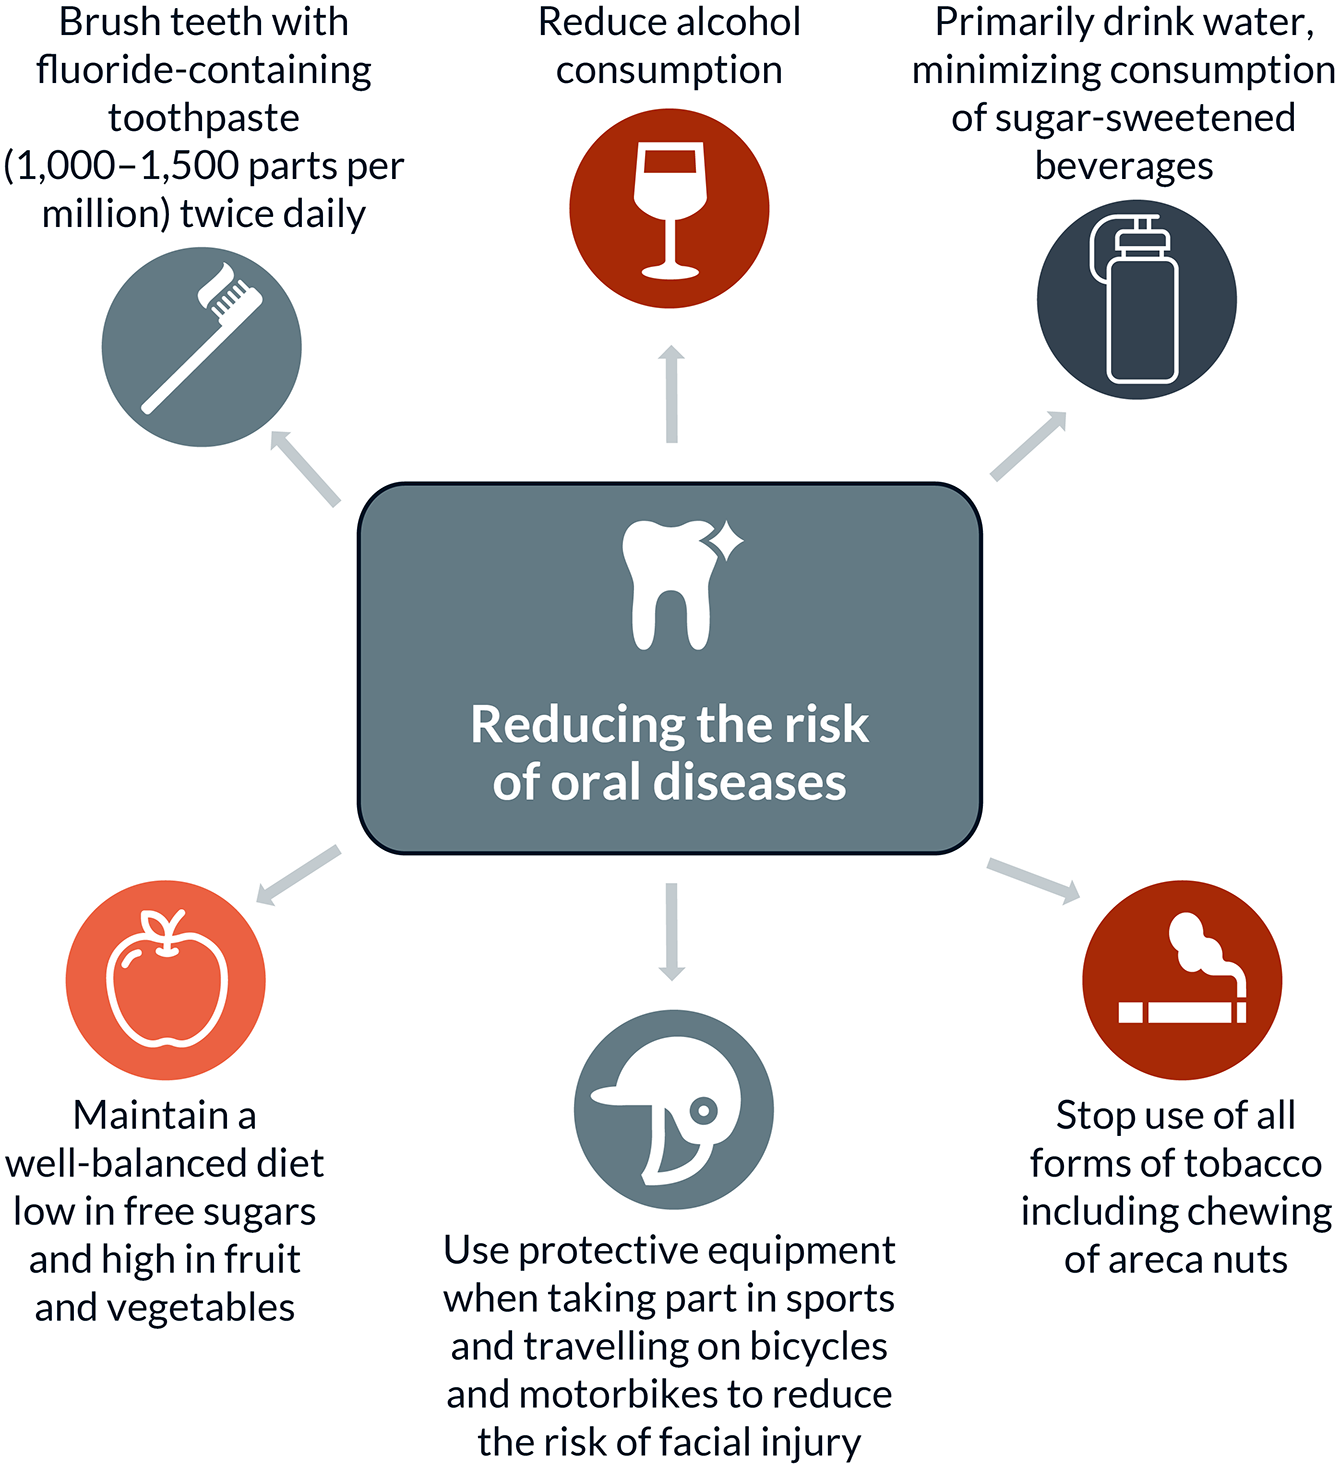 Brush teeth with
fluoride-containing
toothpaste
(1,000–1,500 parts per
million) twice daily
Reduce alcohol
consumption
Primarily drink water,
minimizing consumption
of sugar-sweetened
beverages
Reducing the risk
of oral diseases
Maintain a
well-balanced diet
low in free sugars
and high in fruit
and vegetables
Use protective equipment
when taking part in sports
and travelling on bicycles
and motorbikes to reduce
the risk of facial injury
Stop use of all
forms of tobacco
including chewing
of areca nuts